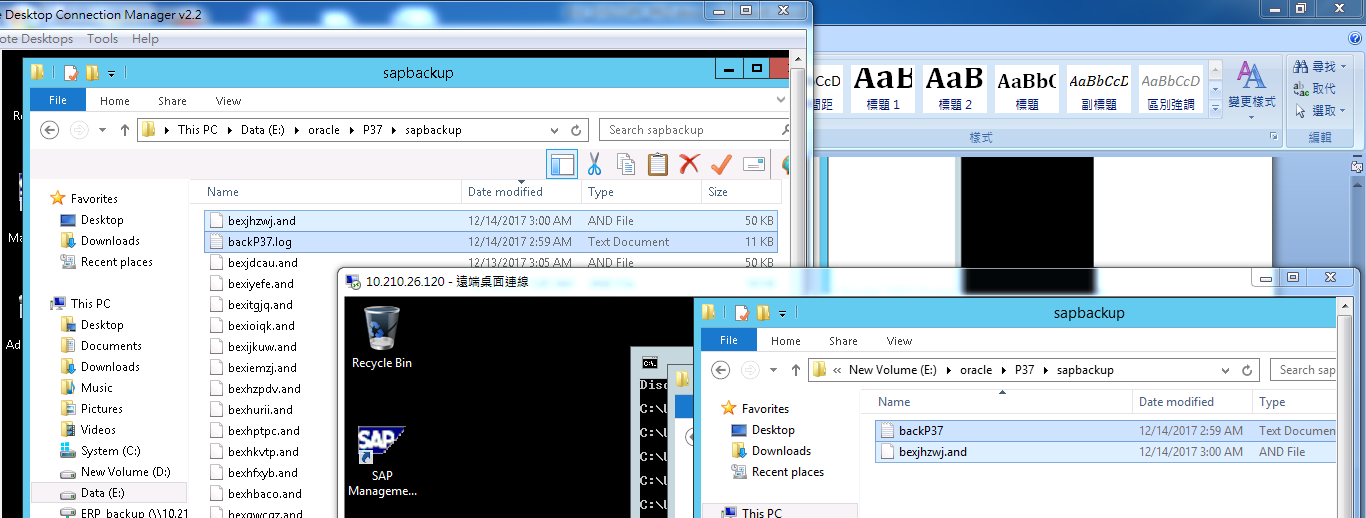 e Desktop Connection Manager v2.2
ote Desktops Tools Help
sapbackup
File Home Share View
This PC Data (E:) oracle P37 sapbackup
Search sapbackup
Favorites
Desktop
Downloads
Recent places
This PC
Desktop
Documents
Downloads
Music
Pictures
Videos
System (C:)
New Volume (D:)
Data (E:)
ERP_backup (\\10.21
Name Date modified Type Size
bexjhzwj.and 12/14/2017 3:00 AM AND File 50 KB
backP37.log 12/14/2017 2:59 AM Text Document 11 KB
bexjdcau.and 12/13/2017 3:05 AM AND File 50 KB
bexiyefe.and
bexitgjq.and
bexioiqk.and
bexijkuw.and
bexiemzj.and
bexhzpdv.and
bexhurii.and
bexhptpc.and
bexhkvtp.and
bexhfxyb.and
bexhbaco.and
bexgwcgz.and
Re
Ma
Ad
CcD AaB AaB AaBbC AaBbCcD AaBbCcD
間距 標題 1 標題 2 標題 副標題 區別強調
變更樣式
樣式
尋找
取代
選取
編輯
10.210.26.120 - 遠端桌面連線
Recycle Bin
SAP
SAP
Manageme...
C:\.
Disc
C:\U
C:\U
C:\U
C:\U
C:\U
sapbackup
File Home Share View
« New Volume (E:) oracle P37 sapbackup
Search sap
Favorites
Desktop
Downloads
Recent places
This PC
Name Date modified Type
backP37 12/14/2017 2:59 AM Text Documen
bexjhzwj.and 12/14/2017 3:00 AM AND File